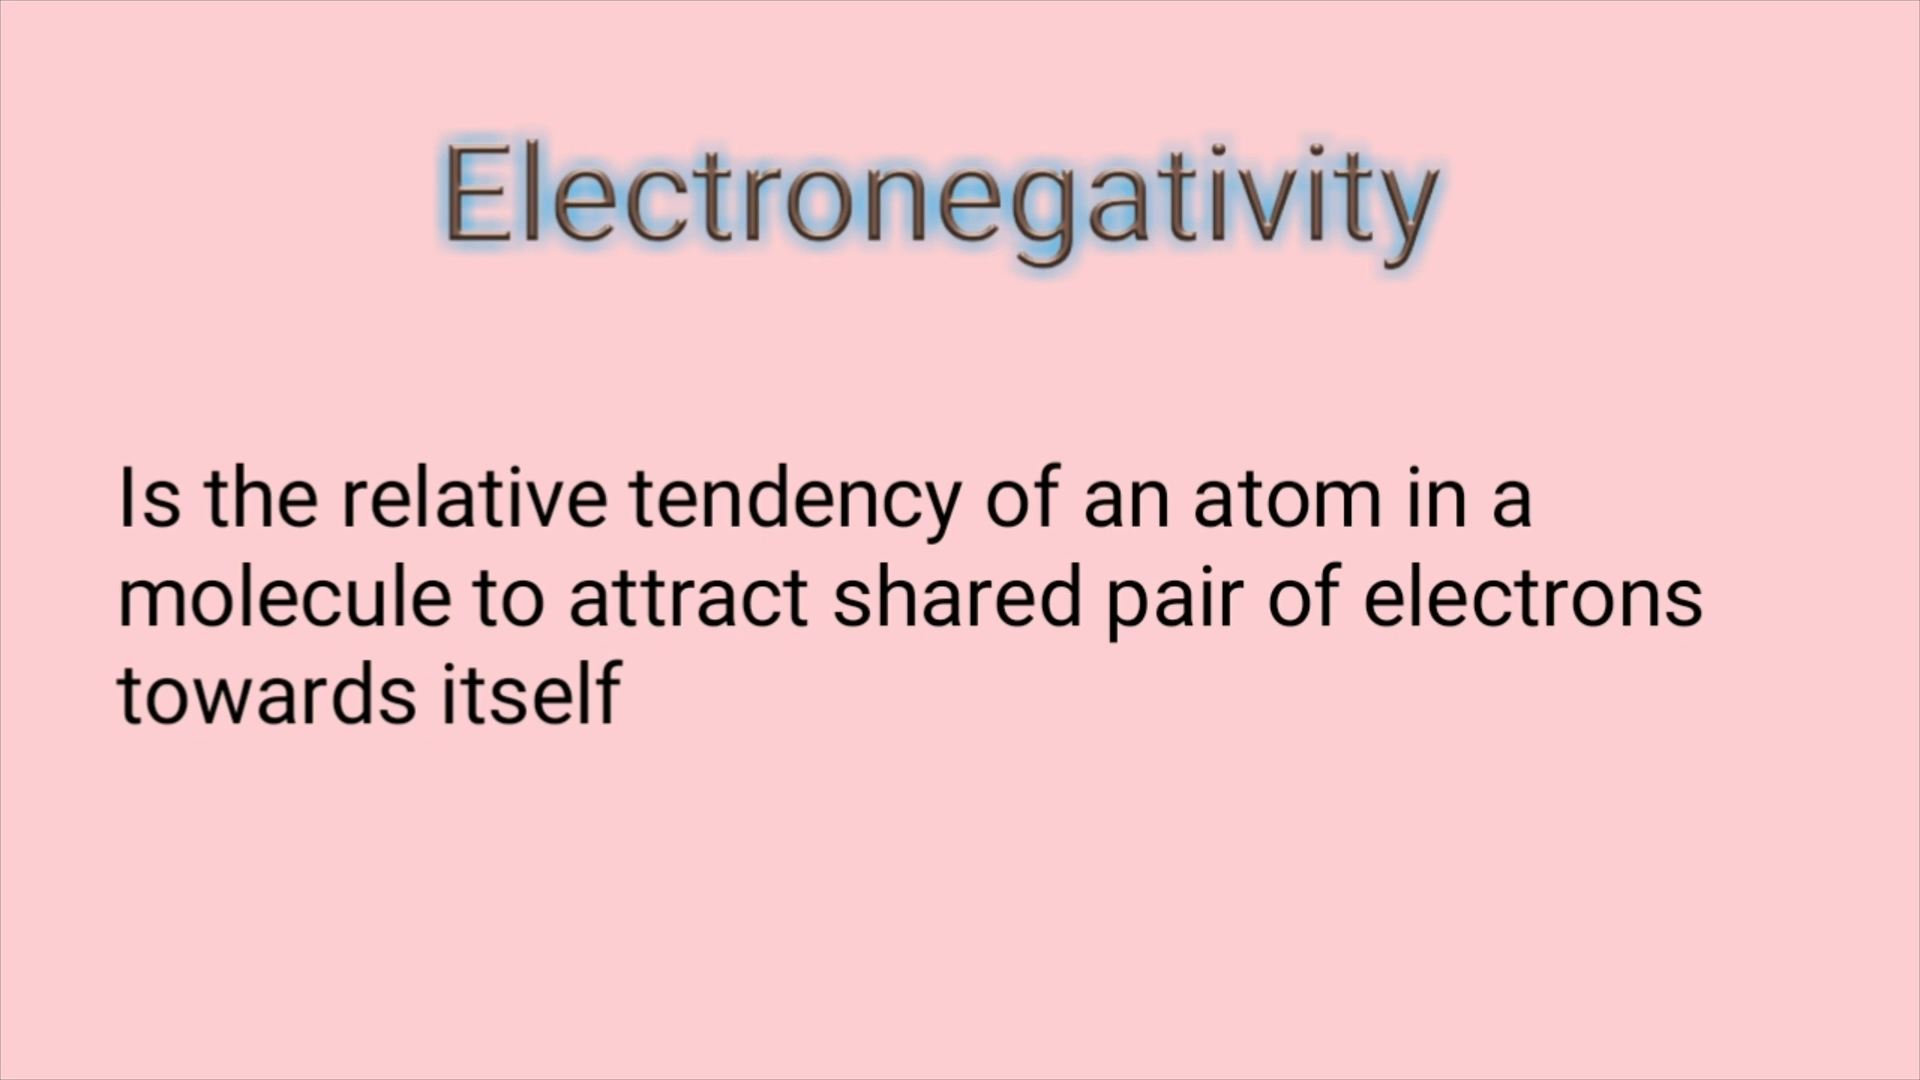 Electronegativity
Is the relative tendency of an atom in a
molecule to attract shared pair of electrons
towards itself